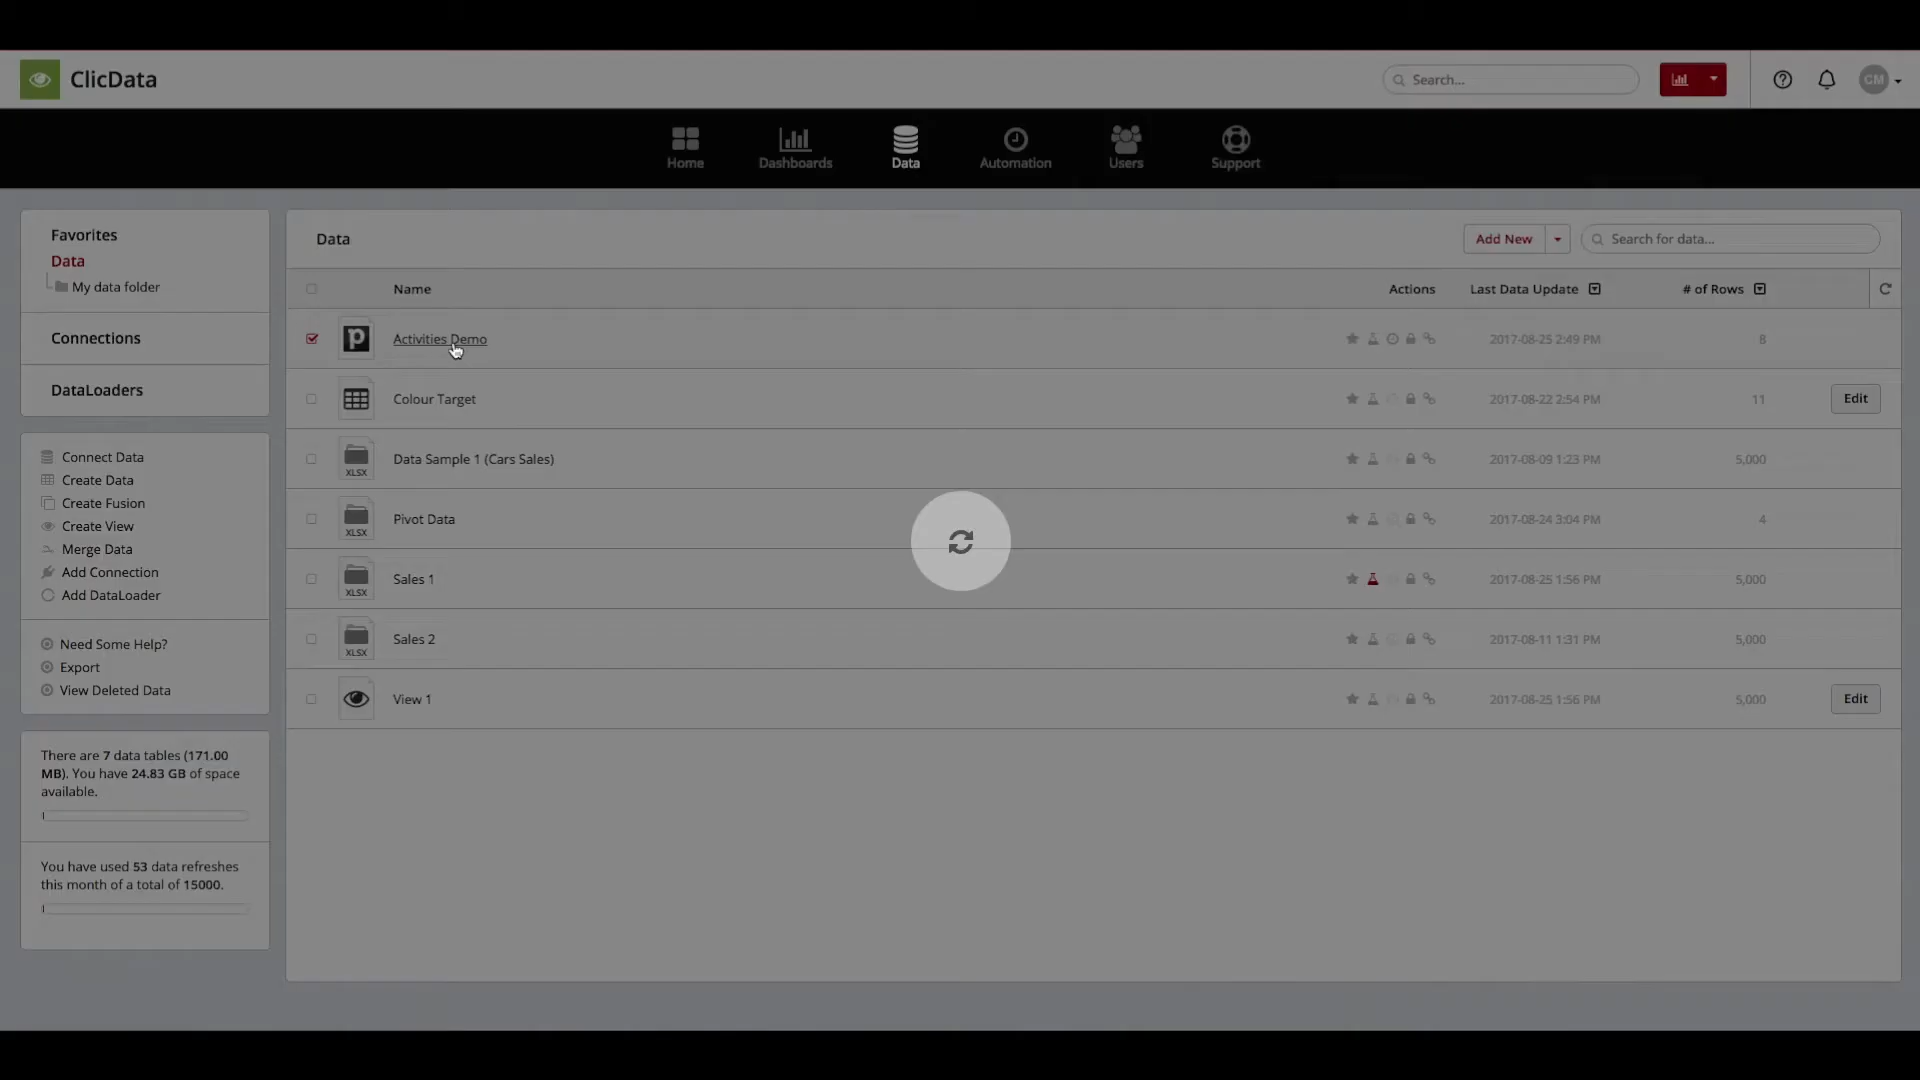 ClicData
Search...
CM
Home
Dashboards
Data
Automation
Users
Support
Favorites
Data
My data folder
Connections
DataLoaders
Connect Data
Create Data
Create Fusion
Create View
Merge Data
Add Connection
Add DataLoader
Need Some Help?
Export
View Deleted Data
There are 7 data tables (171.00
MB). You have 24.83 GB of space
available.
You have used 53 data refreshes
this month of a total of 15000.
Data
Add New
Search for data...
Name
Actions
Last Data Update
# of Rows
p
Activities Demo
2017-08-25 2:49 PM
8
Colour Target
2017-08-22 2:54 PM
11
Edit
XLSX
Data Sample 1 (Cars Sales)
2017-08-09 1:23 PM
5,000
XLSX
Pivot Data
2017-08-24 3:04 PM
4
XLSX
Sales 1
2017-08-25 1:56 PM
5,000
XLSX
Sales 2
2017-08-11 1:31 PM
5,000
View 1
2017-08-25 1:56 PM
5,000
Edit